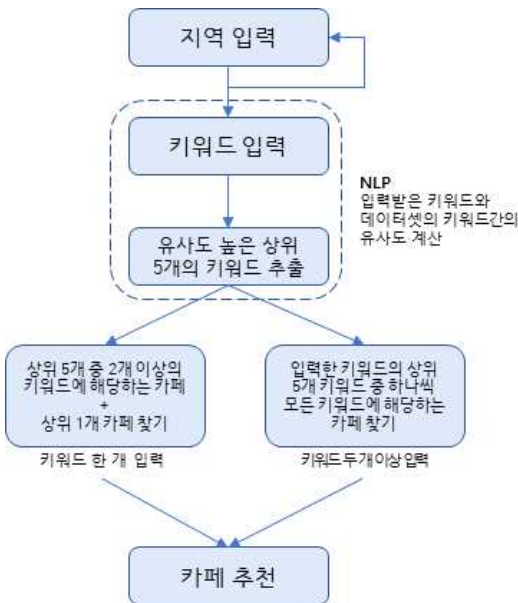 지역 입력
키워드 입력
NLP
입력받은 키워드와
데이터셋의 키워드간의
유사도 계산
유사도 높은 상위
5개의 키워드 추출
상위 5개 중 2개 이상의
키워드에 해당하는 카페
+
상위 1개 카페 찾기
키워드 한 개 입력
입력한 키워드의 상위
5개 키워드 중 하나씩
모든 키워드에 해당하는
카페 찾기
키워드 두 개 이상 입력
카페 추천